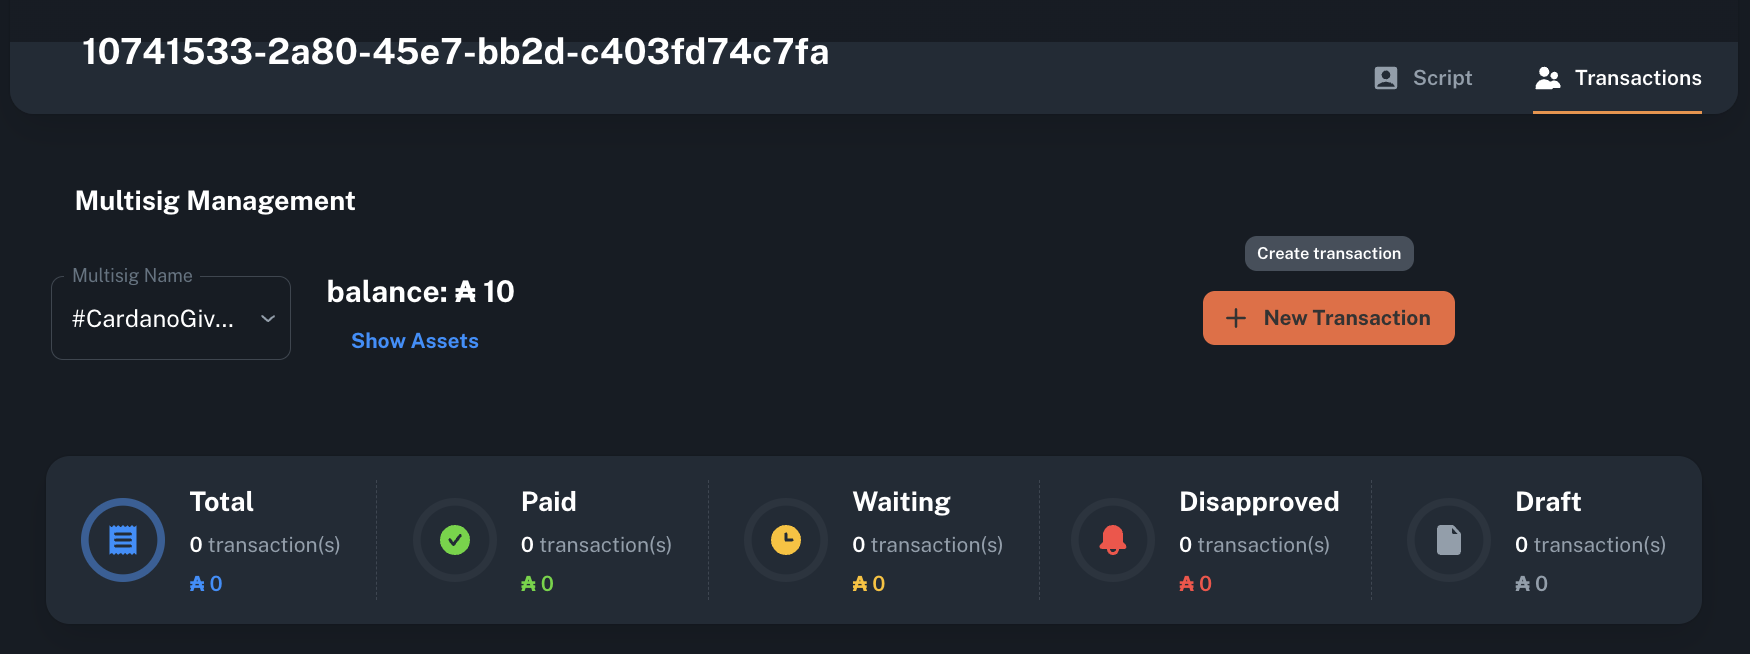 10741533-2a80-45e7-bb2d-c403fd74c7fa
Script
Transactions
Multisig Management
Multisig Name
#CardanoGiv...
balance: ₳ 10
Show Assets
Create transaction
New Transaction
Total
0 transaction(s)
₳ 0
Paid
0 transaction(s)
₳ 0
Waiting
0 transaction(s)
₳ 0
Disapproved
0 transaction(s)
₳ 0
Draft
0 transaction(s)
₳ 0